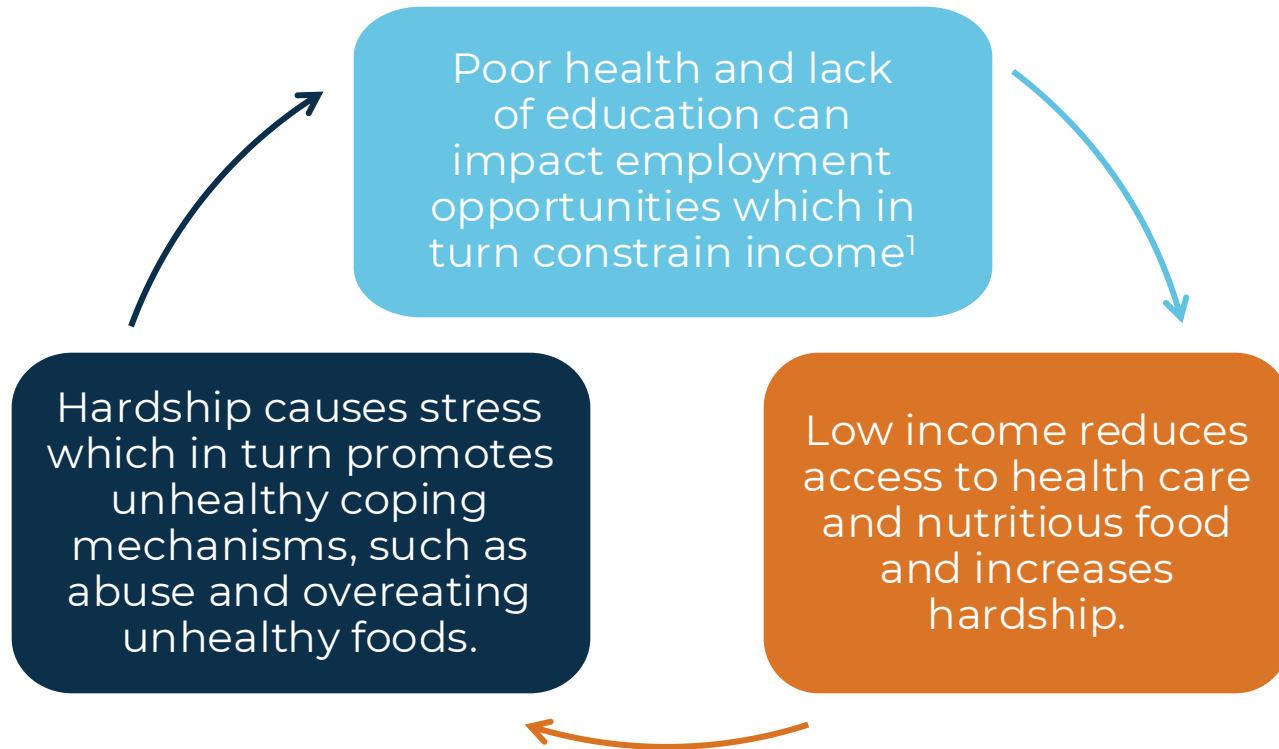 Poor health and lack
of education can
impact employment
opportunities which in
turn constrain income¹
Hardship causes stress
which in turn promotes
unhealthy coping
mechanisms, such as
abuse and overeating
unhealthy foods.
Low income reduces
access to health care
and nutritious food
and increases
hardship.